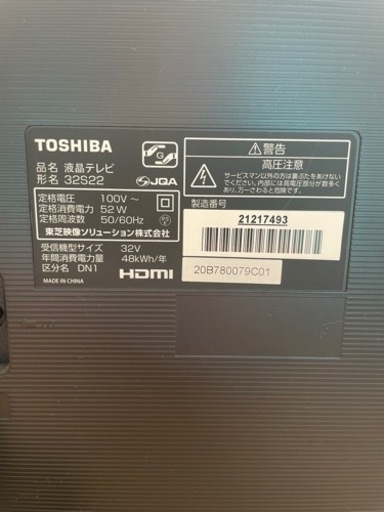 TOSHIBA
品名 液晶テレビ
形名 32S22
G
JQA
定格電圧 100V～
定格消費電力 52W
定格周波数 50/60Hz
東芝映像ソリューション株式会社
受信機型サイズ 32V
年間消費電力量 48kWh/年
区分名 DN1
MADE IN CHINA
HDMI
警告
高圧注意
サービスマン以外の方は裏ぶたをあけないで
ください。内部には高電圧部分が数多く
あり、万一さわると危険です。
製造番号
21217493
20B780079C01